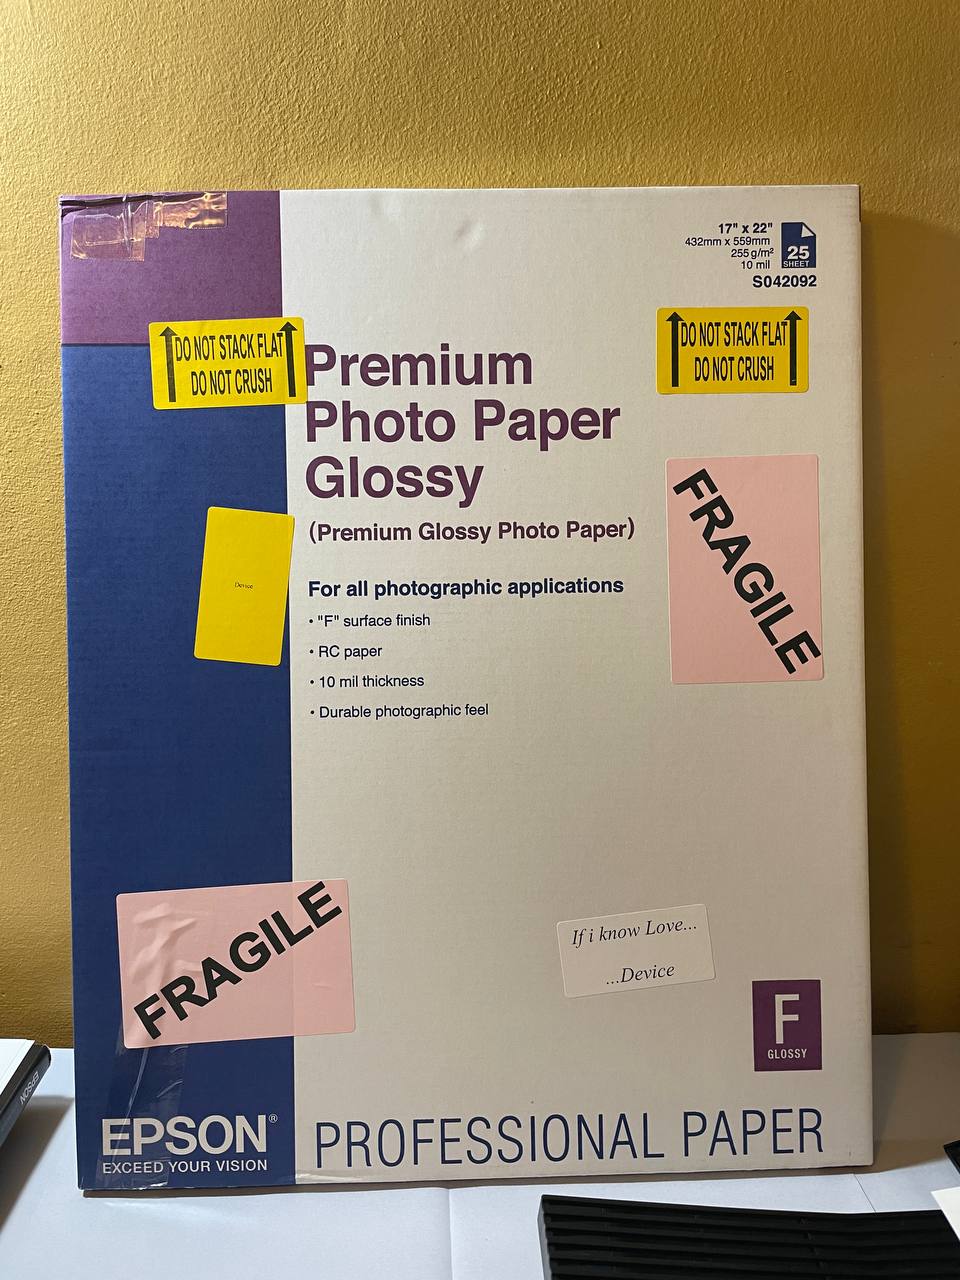 17" x 22"
432mm x 559mm
255 g/m²
10 mil
25
SHEET
S042092
DO NOT STACK FLAT
DO NOT CRUSH
DO NOT STACK FLAT
DO NOT CRUSH
Premium
Photo Paper
Glossy
(Premium Glossy Photo Paper)
FRAGILE
Device
For all photographic applications
• "F" surface finish
• RC paper
• 10 mil thickness
• Durable photographic feel
FRAGILE
If i know Love...
...Device
F
GLOSSY
EPSON
EPSON®
EXCEED YOUR VISION
PROFESSIONAL PAPER